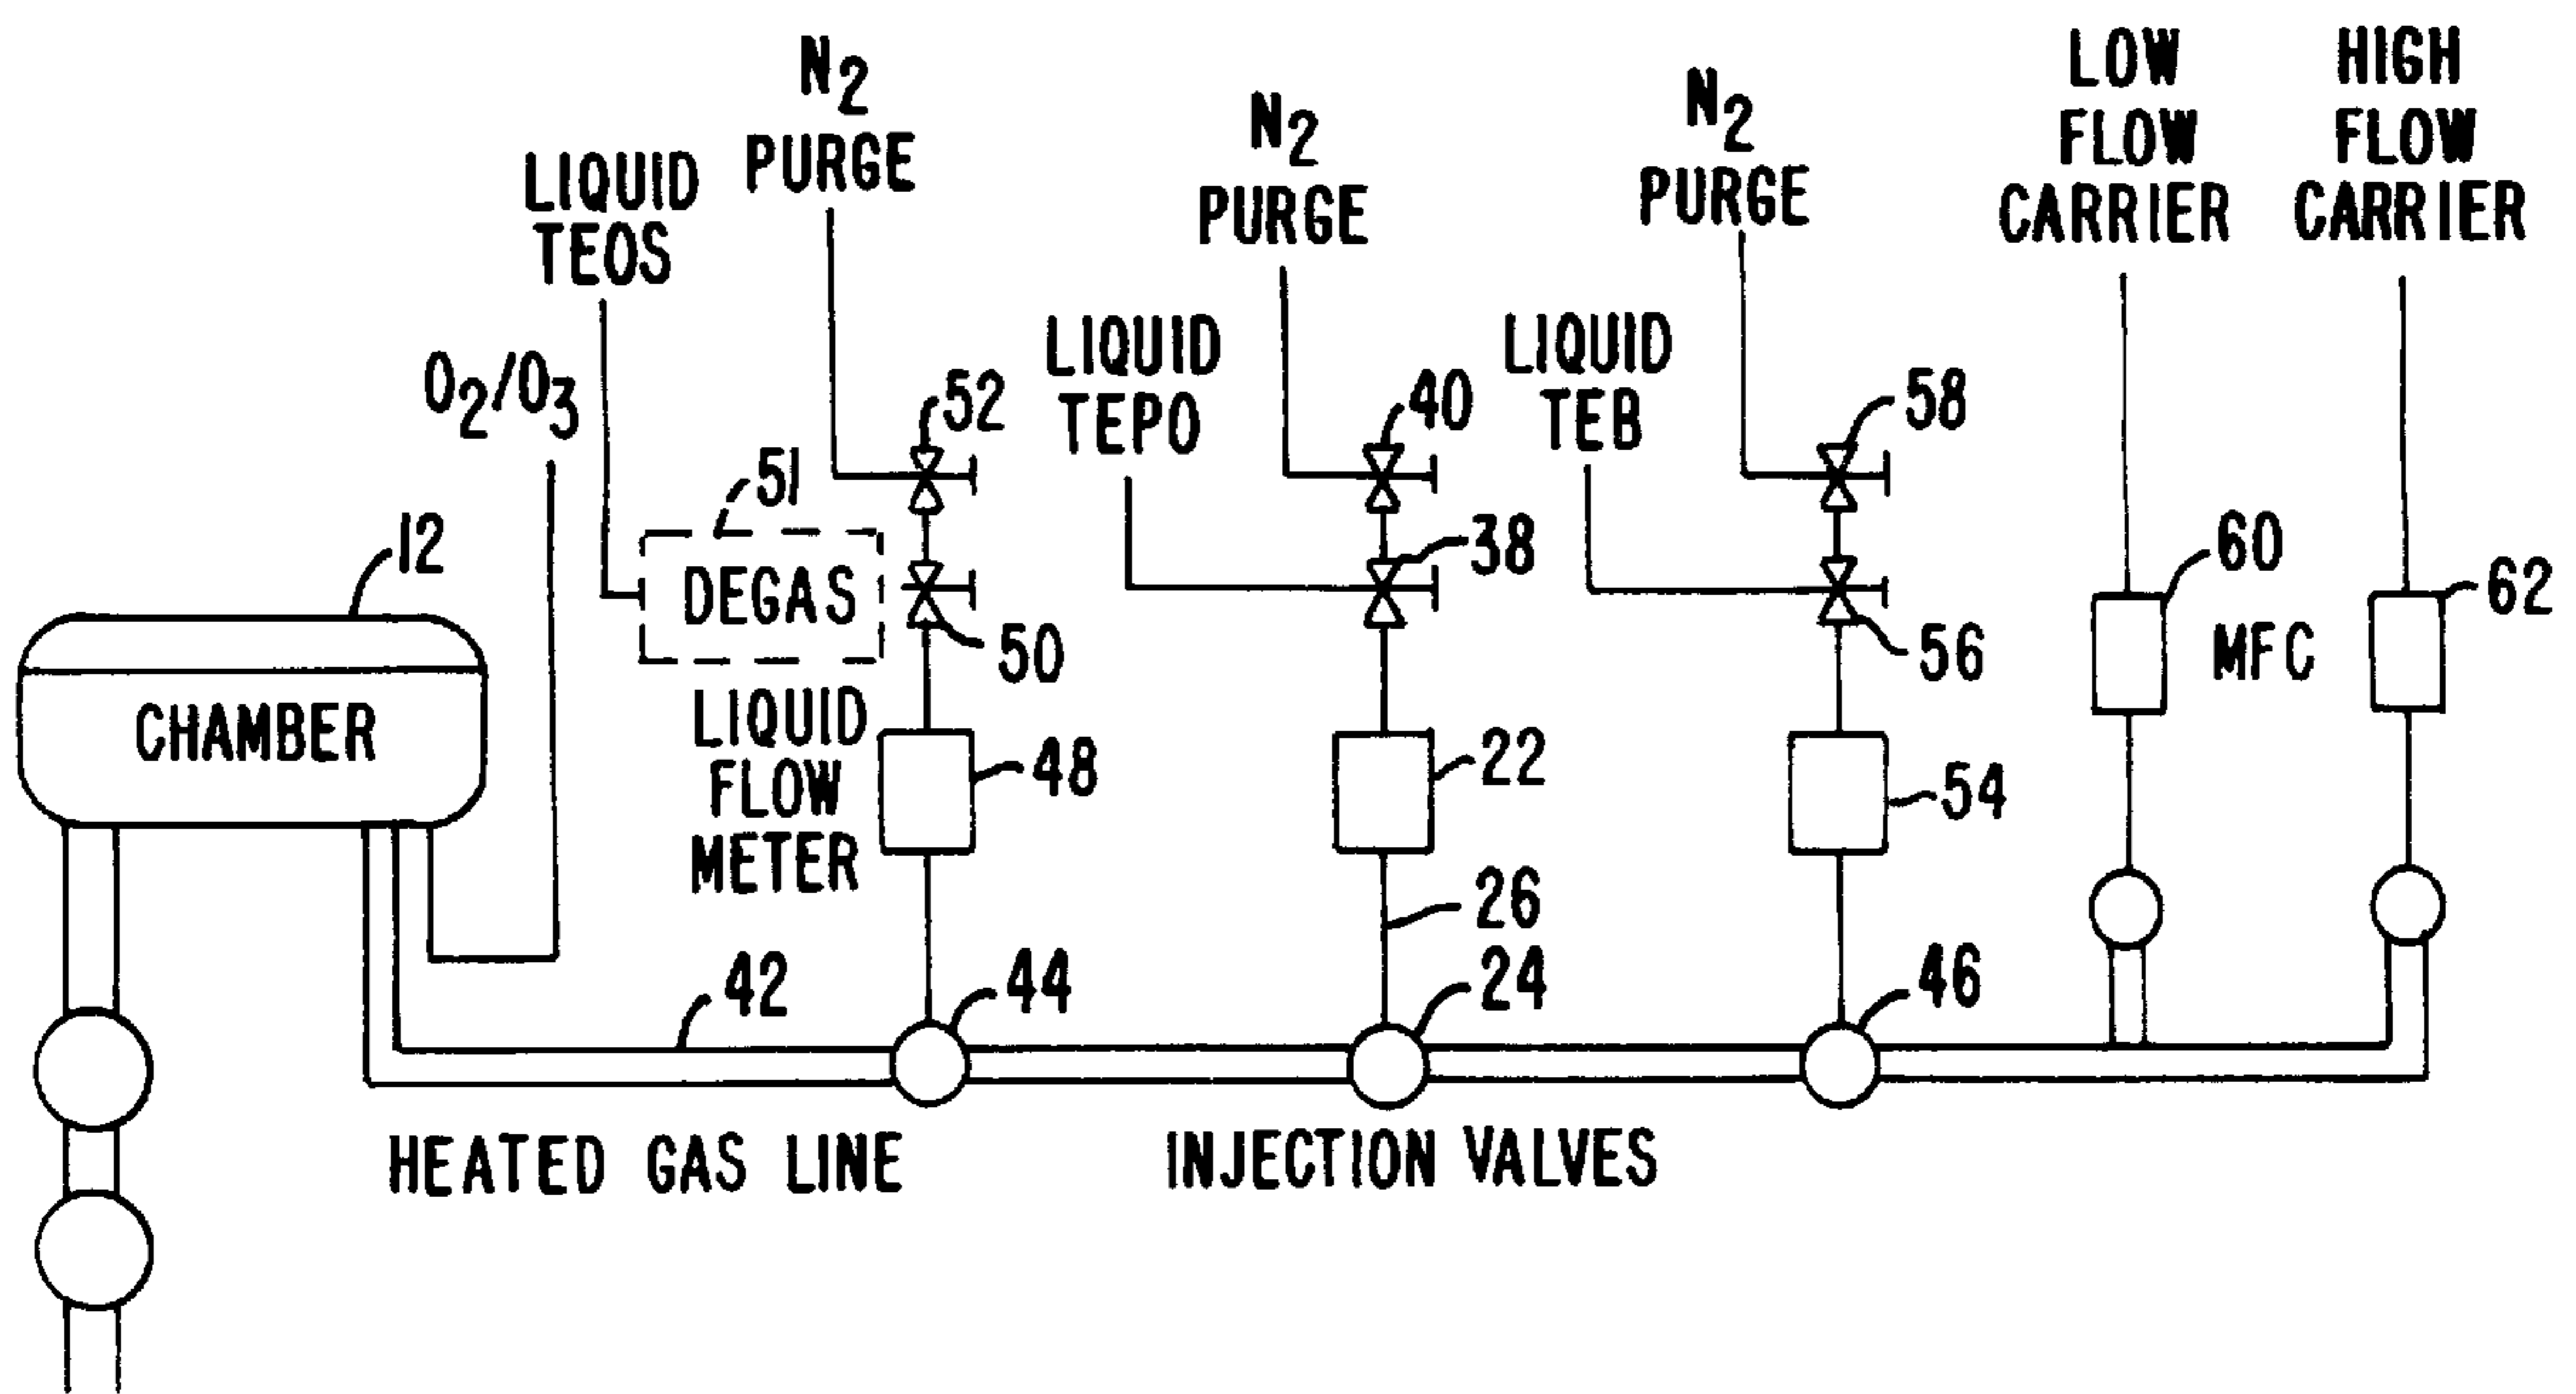 N2
PURGE
LIQUID
TEOS
O2/O3
N2
PURGE
LIQUID
TEPO
N2
PURGE
LIQUID
TEB
LOW
FLOW
CARRIER
HIGH
FLOW
CARRIER
52
51
DEGAS
50
40
38
58
56
60
MFC
62
12
CHAMBER
LIQUID
FLOW
METER
48
22
54
26
42
44
24
46
HEATED GAS LINE
INJECTION VALVES